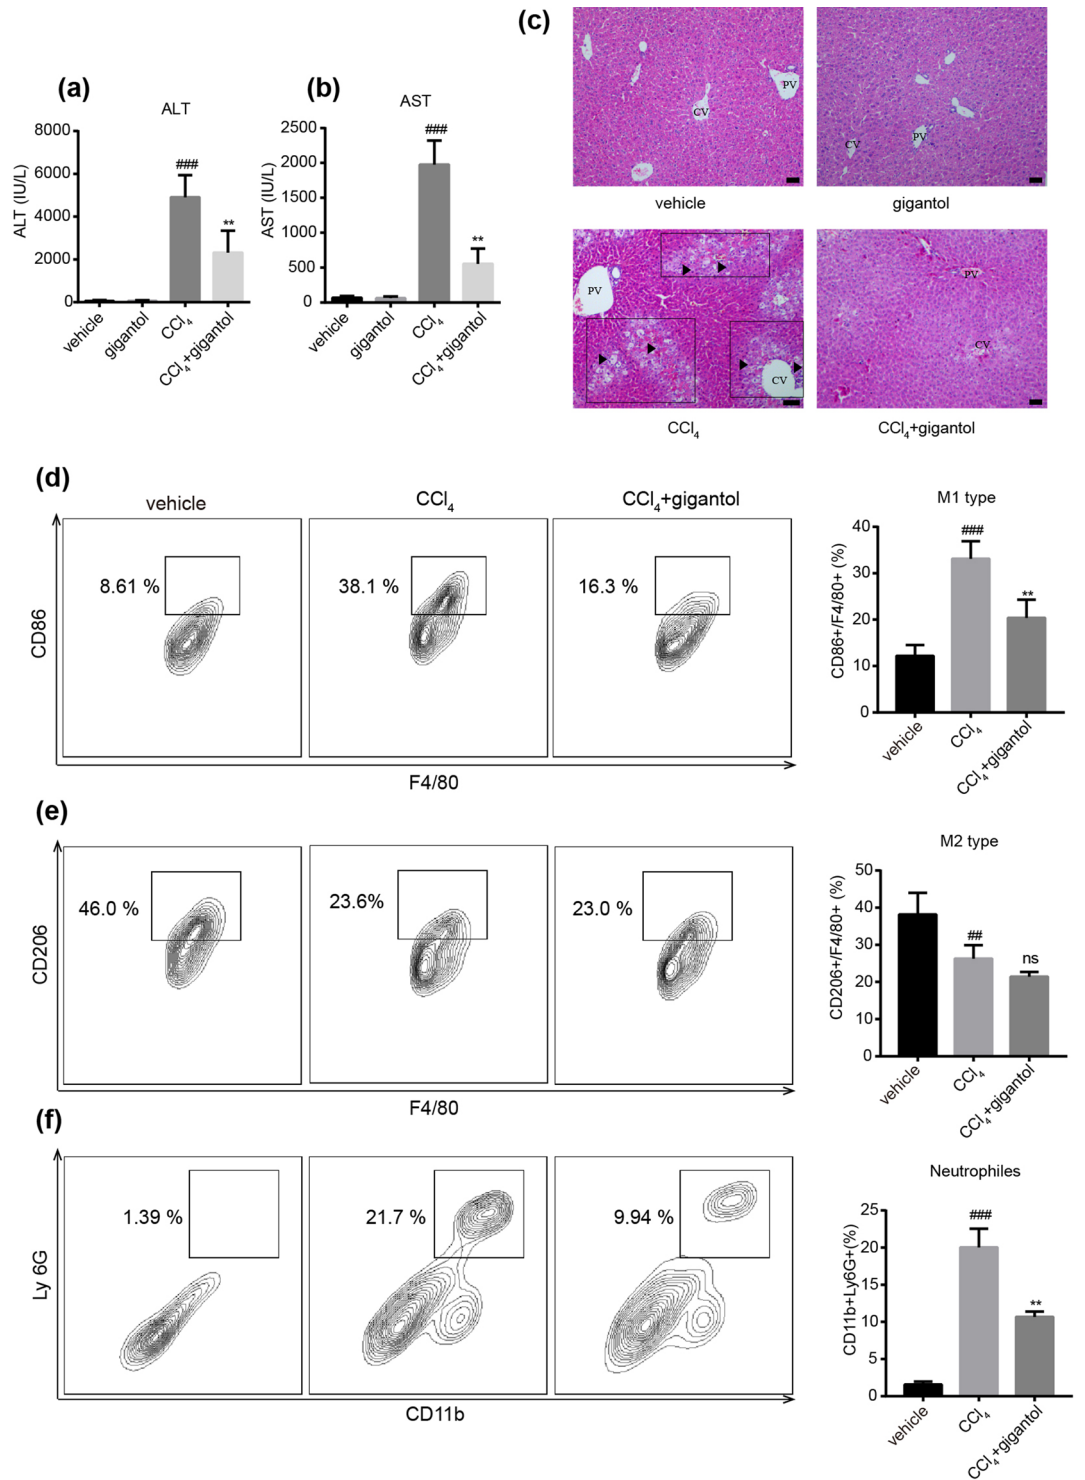 (a)
ALT
ALT (IU/L)
8000
6000
4000
2000
0
###
**
vehicle
gigantol
CCl4
CCl4+gigantol
(b)
AST
AST (IU/L)
2500
2000
1500
1000
500
0
###
**
vehicle
gigantol
CCl4
CCl4+gigantol
(c)
CV
PV
vehicle
CV
PV
gigantol
PV
CV
CCl4
PV
CV
CCl4+gigantol
(d)
vehicle
CCl4
CCl4+gigantol
8.61 %
38.1 %
16.3 %
CD86
F4/80
M1 type
CD86+/F4/80+ (%)
40
30
20
10
0
###
**
vehicle
CCl4
CCl4+gigantol
(e)
46.0 %
23.6%
23.0 %
CD206
F4/80
M2 type
CD206+/F4/80+ (%)
50
40
30
20
10
0
##
ns
vehicle
CCl4
CCl4+gigantol
(f)
1.39 %
21.7 %
9.94 %
Ly 6G
CD11b
Neutrophiles
CD11b+Ly6G+(%)
25
20
15
10
5
0
###
**
vehicle
CCl4
CCl4+gigantol